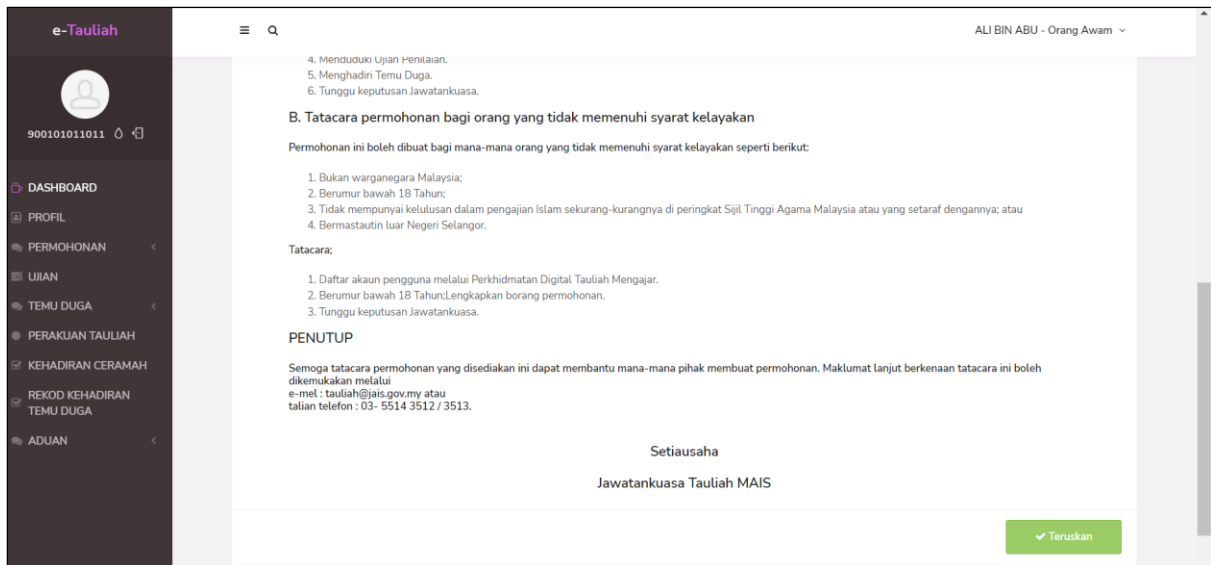 e-Tauliah
ALI BIN ABU - Orang Awam
900101011011
DASHBOARD
PROFIL
PERMOHONAN
UJIAN
TEMU DUGA
PERAKUAN TAULIAH
KEHADIRAN CERAMAH
REKOD KEHADIRAN
TEMU DUGA
ADUAN
4. Menduduki Ujian Penilaian.
5. Menghadiri Temu Duga.
6. Tunggu keputusan Jawatankuasa.
B. Tatacara permohonan bagi orang yang tidak memenuhi syarat kelayakan
Permohonan ini boleh dibuat bagi mana-mana orang yang tidak memenuhi syarat kelayakan seperti berikut:
1. Bukan warganegara Malaysia;
2. Berumur bawah 18 Tahun;
3. Tidak mempunyai kelulusan dalam pengajian Islam sekurang-kurangnya di peringkat Sijil Tinggi Agama Malaysia atau yang setaraf dengannya; atau
4. Bermastautin luar Negeri Selangor.
Tatacara;
1. Daftar akaun pengguna melalui Perkhidmatan Digital Tauliah Mengajar.
2. Berumur bawah 18 Tahun;Lengkapkan borang permohonan.
3. Tunggu keputusan Jawatankuasa.
PENUTUP
Semoga tatacara permohonan yang disediakan ini dapat membantu mana-mana pihak membuat permohonan. Maklumat lanjut berkenaan tatacara ini boleh
dikemukakan melalui
e-mel : tauliah@jais.gov.my atau
talian telefon : 03- 5514 3512 / 3513.
Setiausaha
Jawatankuasa Tauliah MAIS
Teruskan